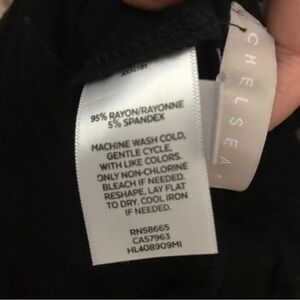 95% RAYON/RAYONNE
5% SPANDEX
MACHINE WASH COLD,
GENTLE CYCLE,
WITH LIKE COLORS.
ONLY NON-CHLORINE
BLEACH IF NEEDED.
RESHAPE, LAY FLAT
TO DRY. COOL IRON
IF NEEDED.
RN58665
CA57963
HL408909MI
CHELSEA